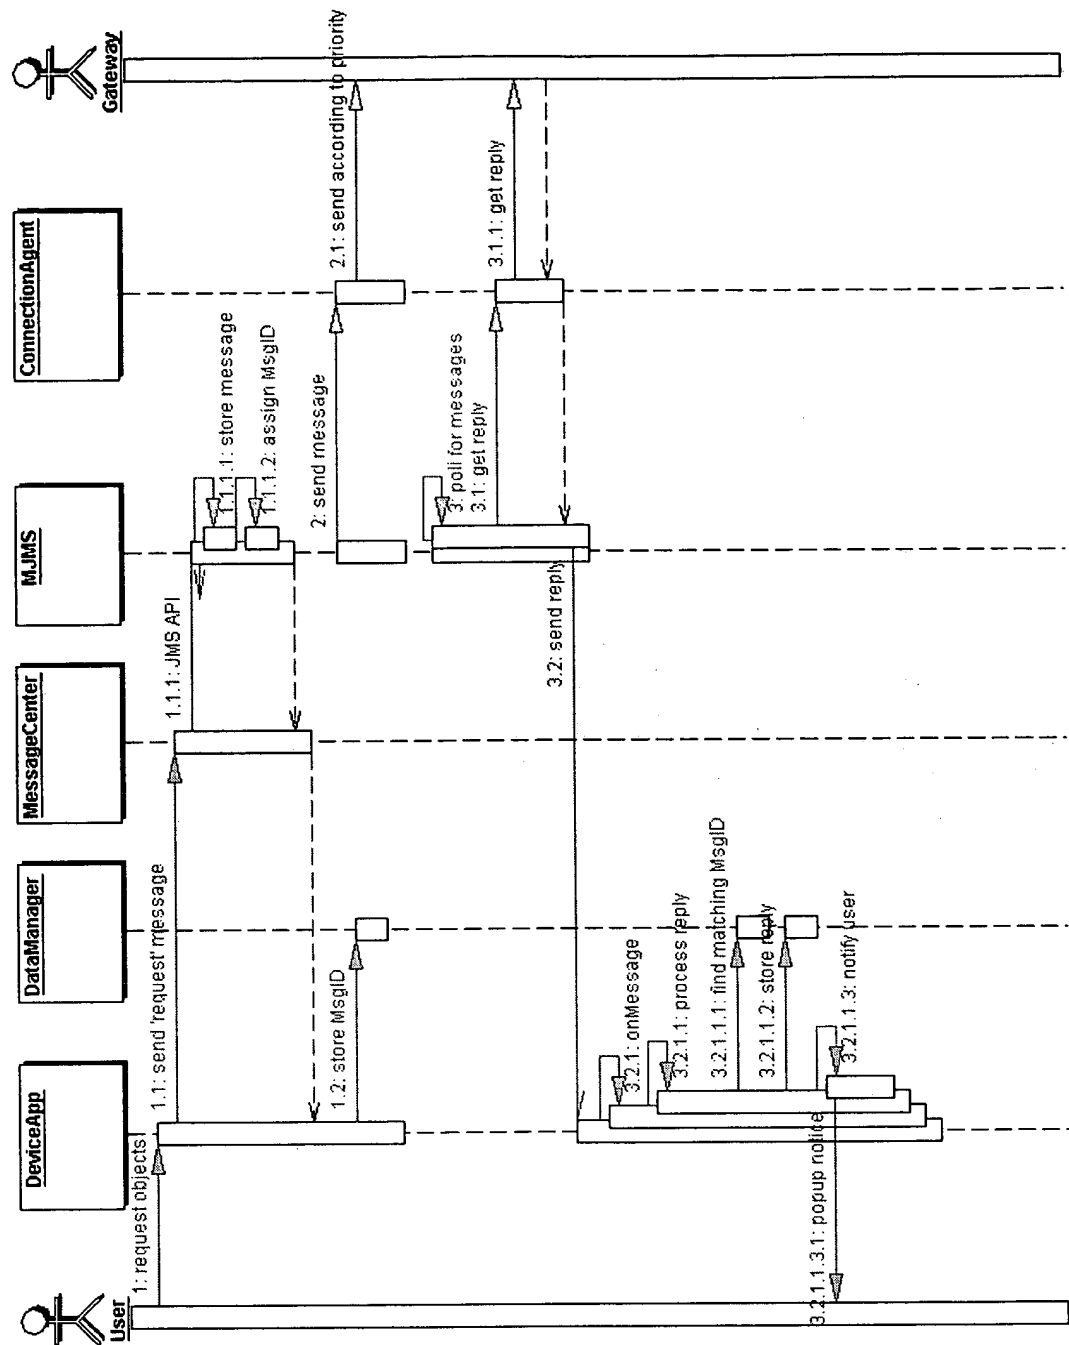 User
DeviceApp
DataManager
MessageCenter
MJMS
ConnectionAgent
Gateway
1: request objects
1.1: send 'request' message
1.1.1: JMS API
1.1.1.1: store message
1.1.1.2: assign MsgID
1.2: store MsgID
2: send message
2.1: send according to priority
3: poll for messages
3.1: get reply
3.1.1: get reply
3.2: send reply
3.2.1: onMessage
3.2.1.1: process reply
3.2.1.1.1: find matching MsgID
3.2.1.1.2: store reply
3.2.1.1.3: notify user
3.2.1.1.3.1: popup notice